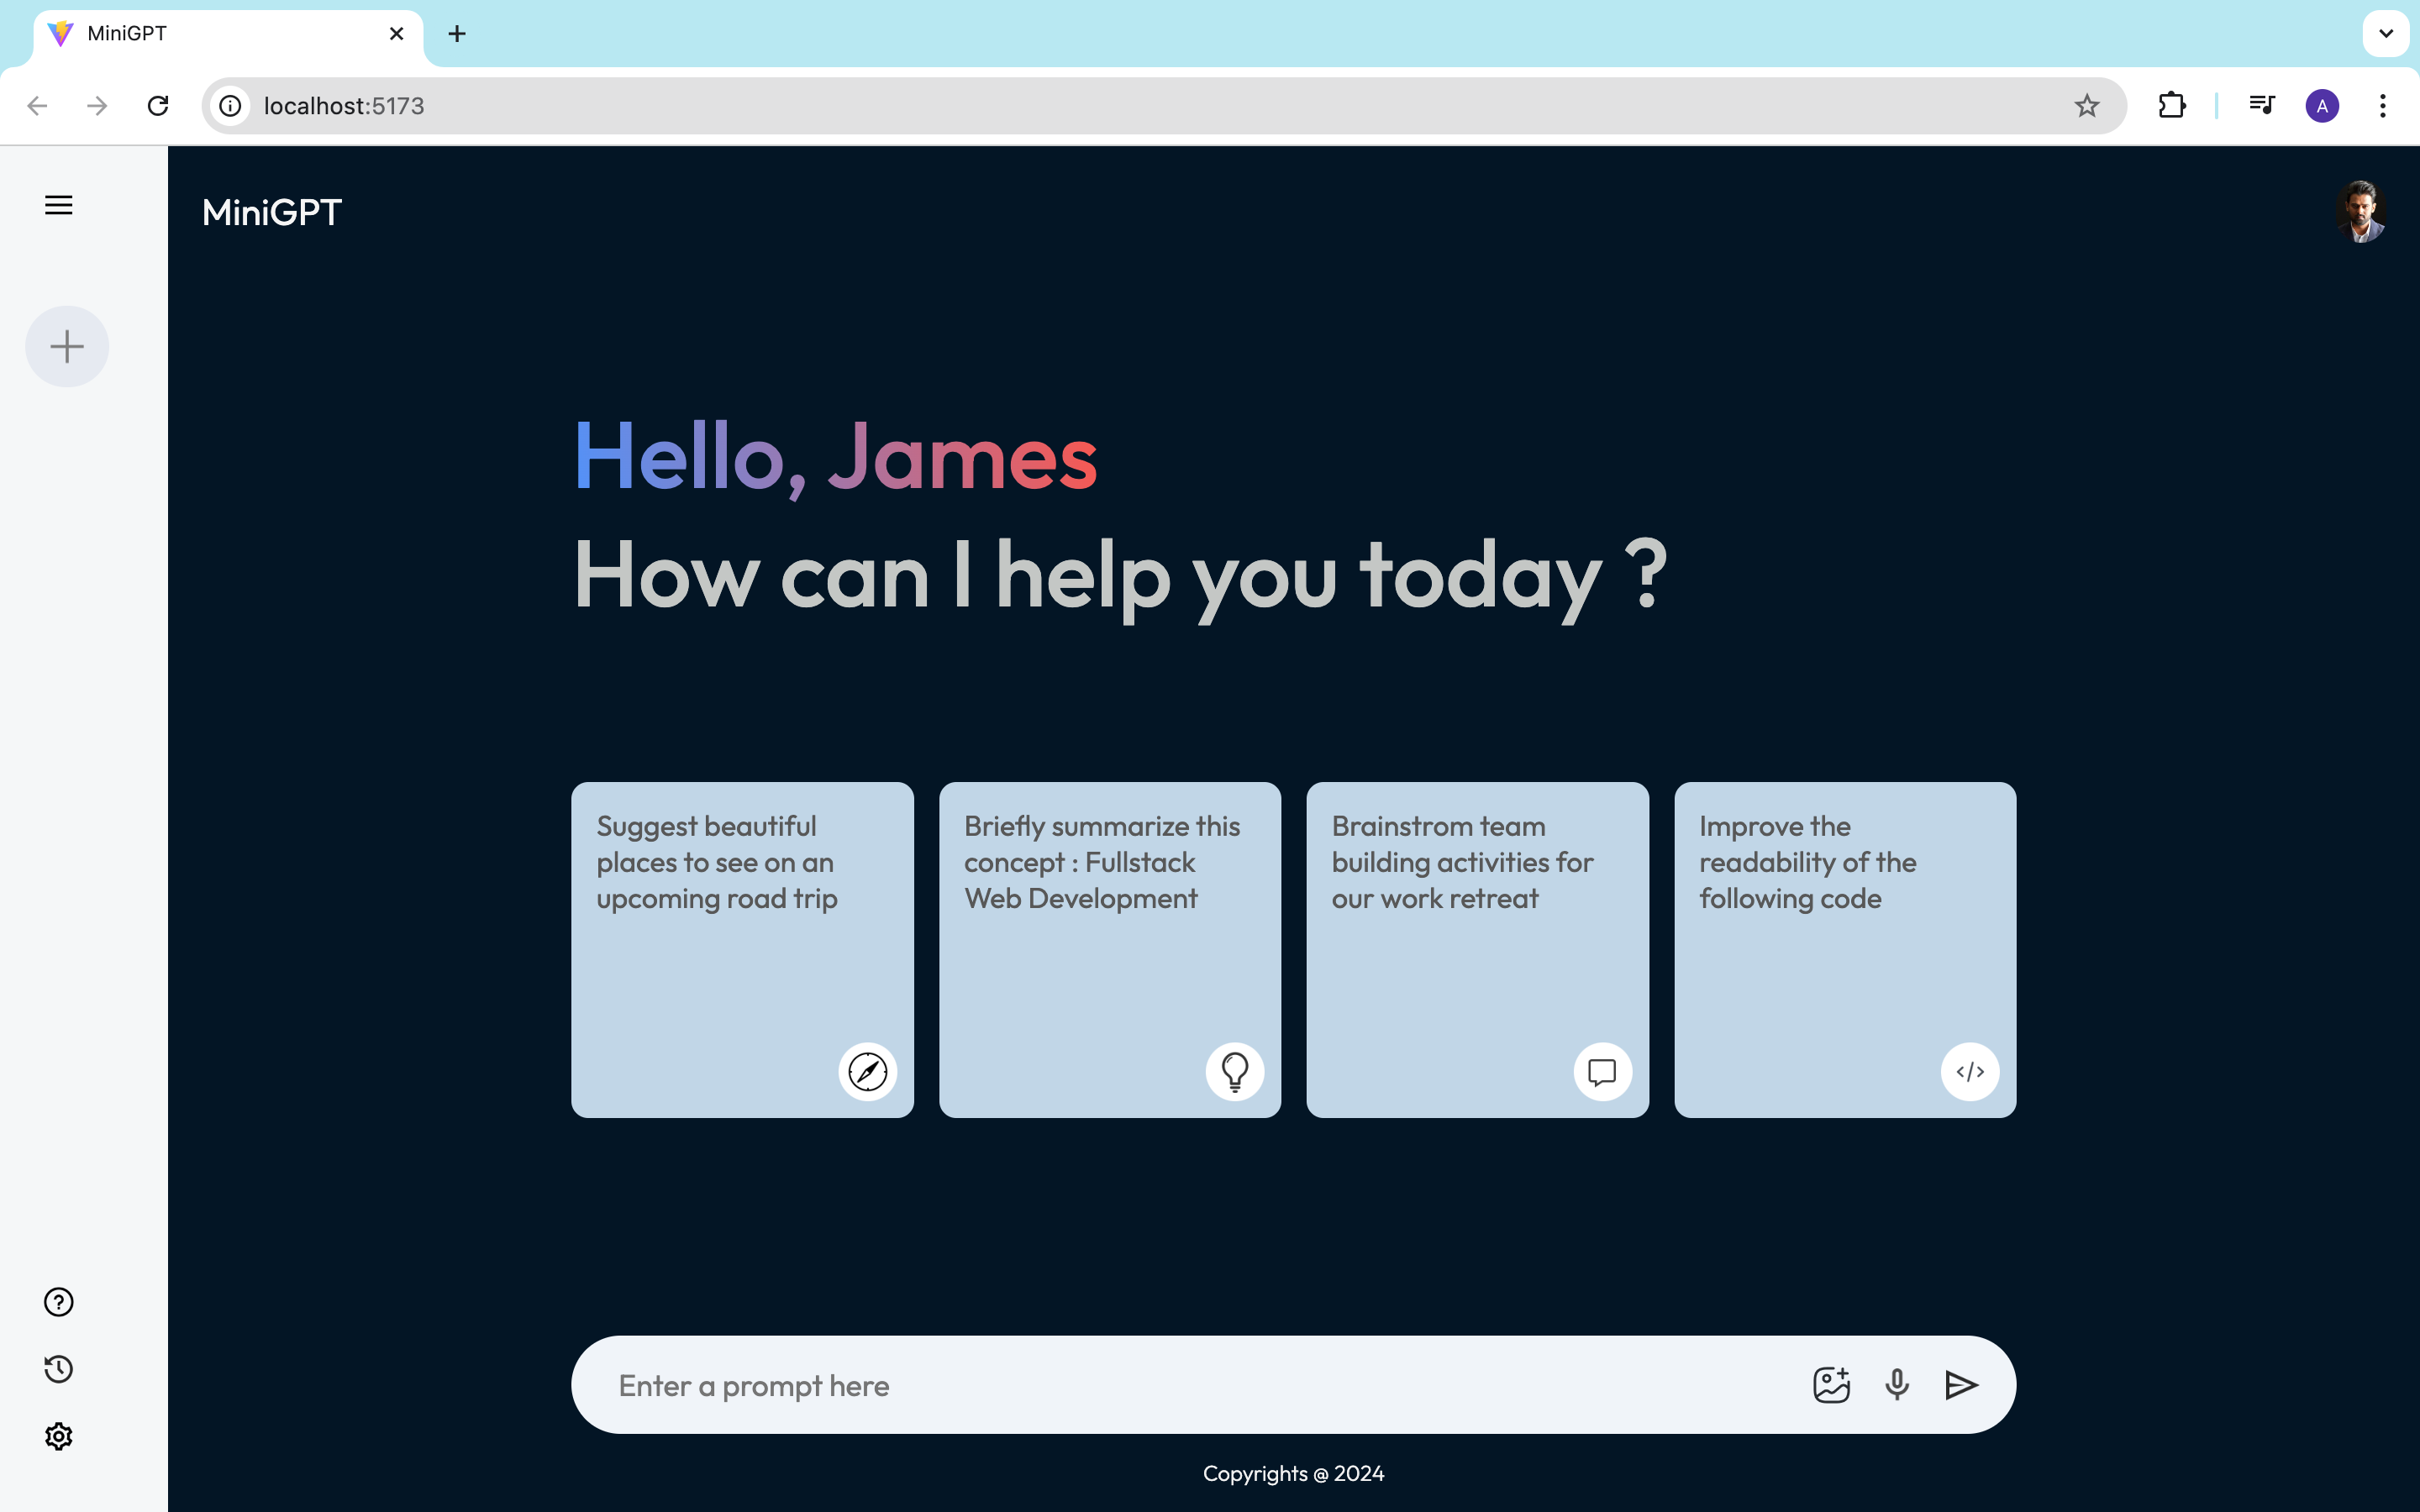 MiniGPT
localhost:5173
A
MiniGPT
Hello, James
How can I help you today ?
Suggest beautiful
places to see on an
upcoming road trip
Briefly summarize this
concept : Fullstack
Web Development
Brainstrom team
building activities for
our work retreat
Improve the
readability of the
following code
Enter a prompt here
Copyrights @ 2024